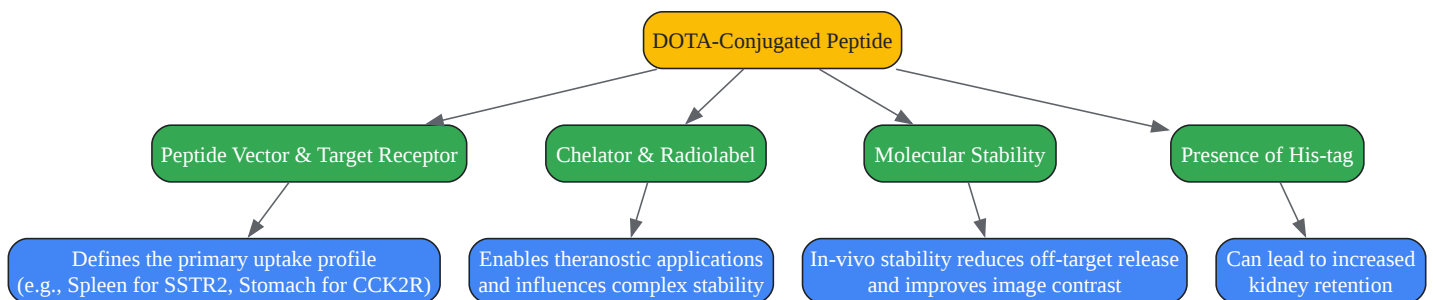 DOTA-Conjugated Peptide
Peptide Vector & Target Receptor
Chelator & Radiolabel
Molecular Stability
Presence of His-tag
Defines the primary uptake profile
(e.g., Spleen for SSTR2, Stomach for CCK2R)
Enables theranostic applications
and influences complex stability
In-vivo stability reduces off-target release
and improves image contrast
Can lead to increased
kidney retention